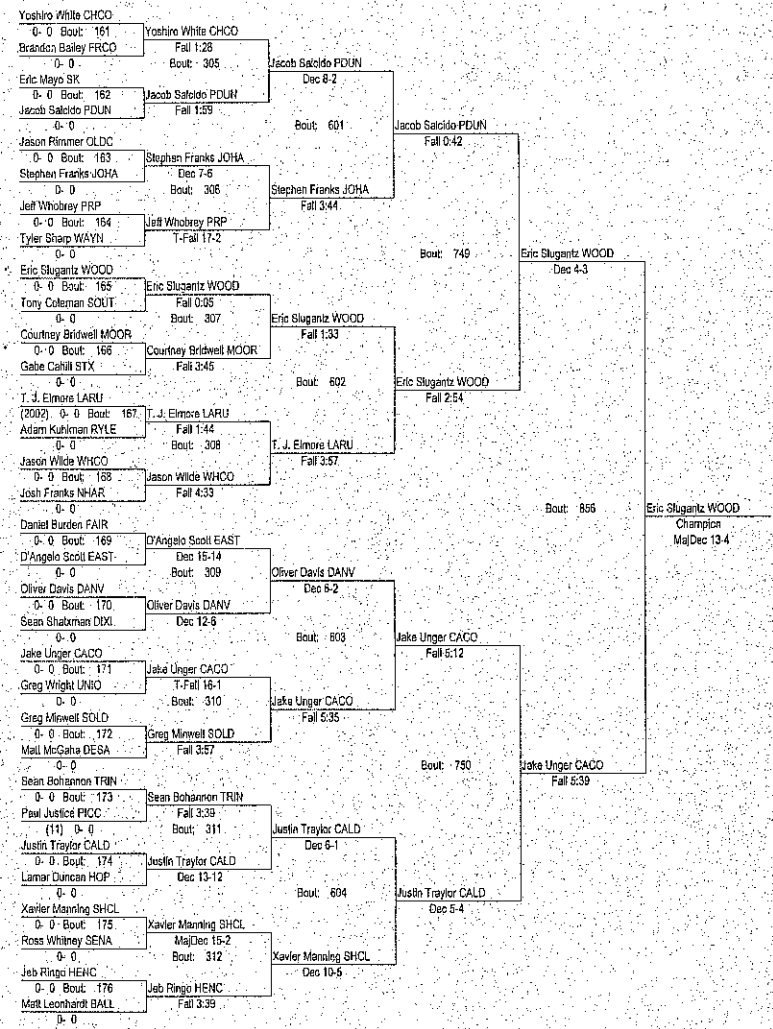 Yoshiro White CHCO
0- 0 Bout: 161
Brandon Bailey FRCO
0- 0
Eric Mayo SK
0- 0 Bout: 162
Jacob Salcido PDUN
0- 0
Jason Rimmer OLDC
0- 0 Bout: 163
Stephen Franks JOHA
0- 0
Jeff Whobrey PRP
0- 0 Bout: 164
Tyler Sharp WAYN
0- 0
Eric Slugantz WOOD
0- 0 Bout: 165
Tony Coleman SOUT
0- 0
Courtney Bridwell MOOR
0- 0 Bout: 166
Gabe Cahill STX
0- 0
T. J. Elmore LARU
(2002) 0- 0 Bout: 167
Adam Kuhlman RYLE
0- 0
Jason Wilde WHCO
0- 0 Bout: 168
Josh Franks NHAR
0- 0
Daniel Burden FAIR
0- 0 Bout: 169
D'Angelo Scott EAST
0- 0
Oliver Davis DANV
0- 0 Bout: 170
Sean Shatxman DIXI
0- 0
Jake Unger CACO
0- 0 Bout: 171
Greg Wright UNIO
0- 0
Greg Minwell SOLD
0- 0 Bout: 172
Matt McGaha DESA
0- 0
Sean Bohannon TRIN
0- 0 Bout: 173
Paul Justice PICC
(11) 0- 0
Justin Traylor CALD
0- 0 Bout: 174
Lamar Duncan HOP
0- 0
Xavier Manning SHCL
0- 0 Bout: 175
Ross Whitney SENA
0- 0
Jeb Ringo HENC
0- 0 Bout: 176
Matt Leonhardt BALL
0- 0
Yoshiro White CHCO
Fall 1:28
Bout: 305
Jacob Salcido PDUN
Fall 1:59
Stephen Franks JOHA
Dec 7-6
Bout: 306
Jeff Whobrey PRP
T-Fall 17-2
Eric Slugantz WOOD
Fall 0:05
Bout: 307
Courtney Bridwell MOOR
Fall 3:45
T. J. Elmore LARU
Fall 1:44
Bout: 308
Jason Wilde WHCO
Fall 4:33
D'Angelo Scott EAST
Dec 15-14
Bout: 309
Oliver Davis DANV
Dec 12-6
Jake Unger CACO
T-Fall 16-1
Bout: 310
Greg Minwell SOLD
Fall 3:57
Sean Bohannon TRIN
Fall 3:39
Bout: 311
Justin Traylor CALD
Dec 13-12
Xavier Manning SHCL
MajDec 15-2
Bout: 312
Jeb Ringo HENC
Fall 3:39
Jacob Salcido PDUN
Dec 8-2
Bout: 601
Stephen Franks JOHA
Fall 3:44
Eric Slugantz WOOD
Fall 1:33
Bout: 602
T. J. Elmore LARU
Fall 3:57
Oliver Davis DANV
Dec 6-2
Bout: 603
Jake Unger CACO
Fall 5:35
Justin Traylor CALD
Dec 6-1
Bout: 604
Xavier Manning SHCL
Dec 10-5
Jacob Salcido PDUN
Fall 0:42
Bout: 749
Eric Slugantz WOOD
Fall 2:54
Jake Unger CACO
Fall 5:12
Bout: 750
Justin Traylor CALD
Dec 5-4
Eric Slugantz WOOD
Dec 4-3
Bout: 856
Jake Unger CACO
Fall 5:39
Eric Slugantz WOOD
Champion
MajDec 13-4